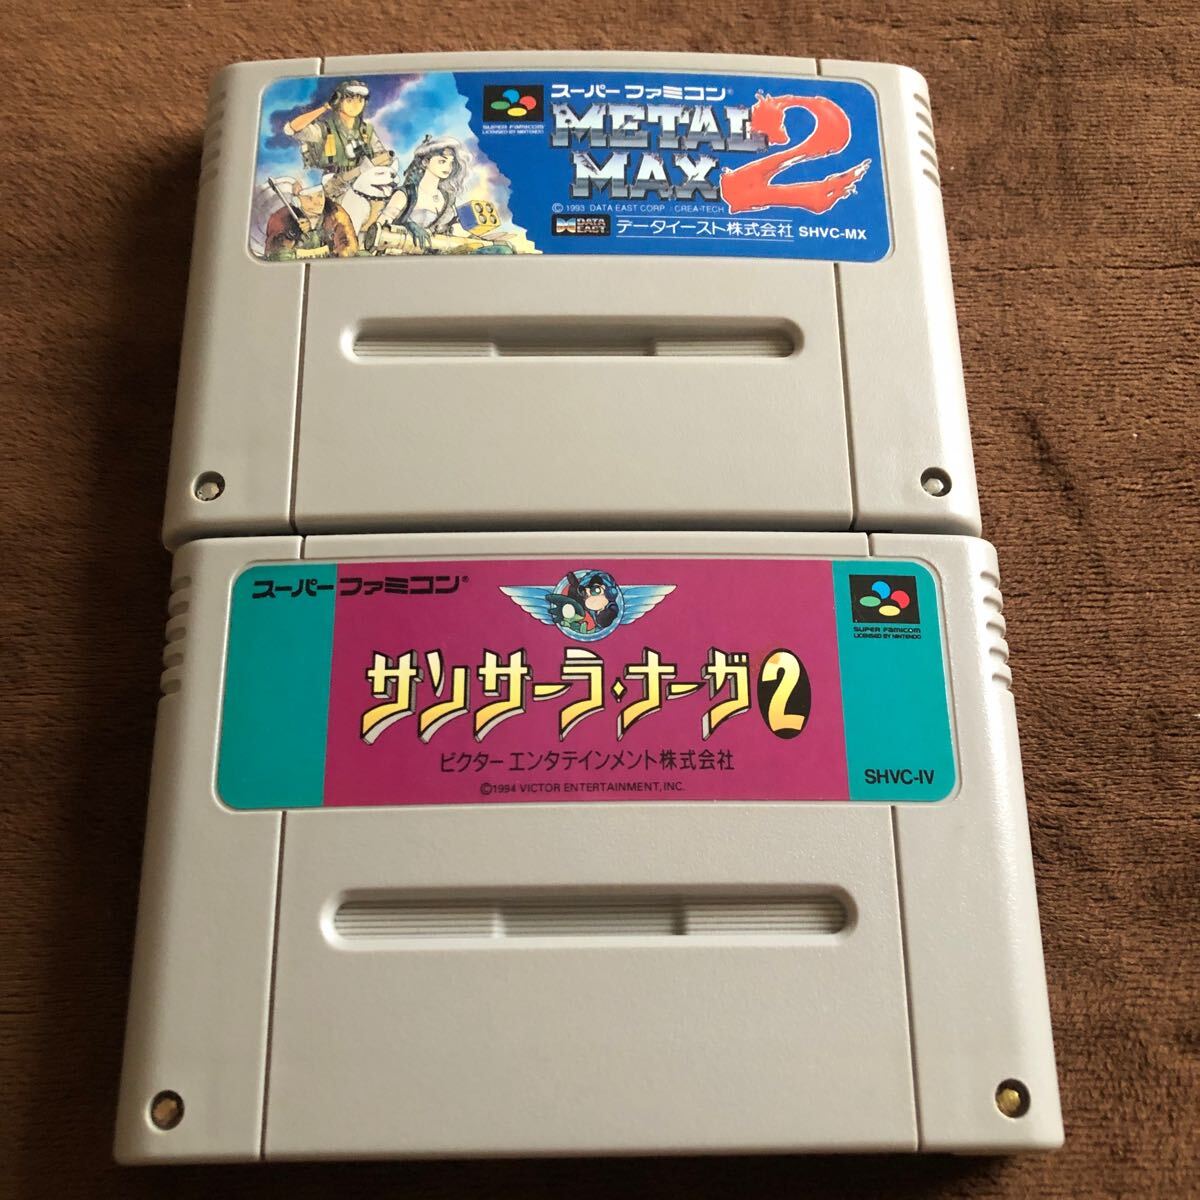 スーパーファミコン®
SUPER FAMICOM
LICENSED BY NINTENDO
METAL MAX 2
© 1993 DATA EAST CORP. : CREA-TECH
DATA EAST データイースト株式会社 SHVC-MX
スーパーファミコン®
SUPER FAMICOM
LICENSED BY NINTENDO
サンサーラ・ナーガ2
ビクターエンタテインメント株式会社
©1994 VICTOR ENTERTAINMENT, INC.
SHVC-IV